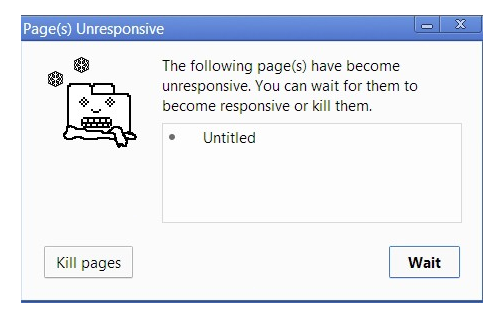 Page(s) Unresponsive
The following page(s) have become
unresponsive. You can wait for them to
become responsive or kill them.
Untitled
Kill pages
Wait